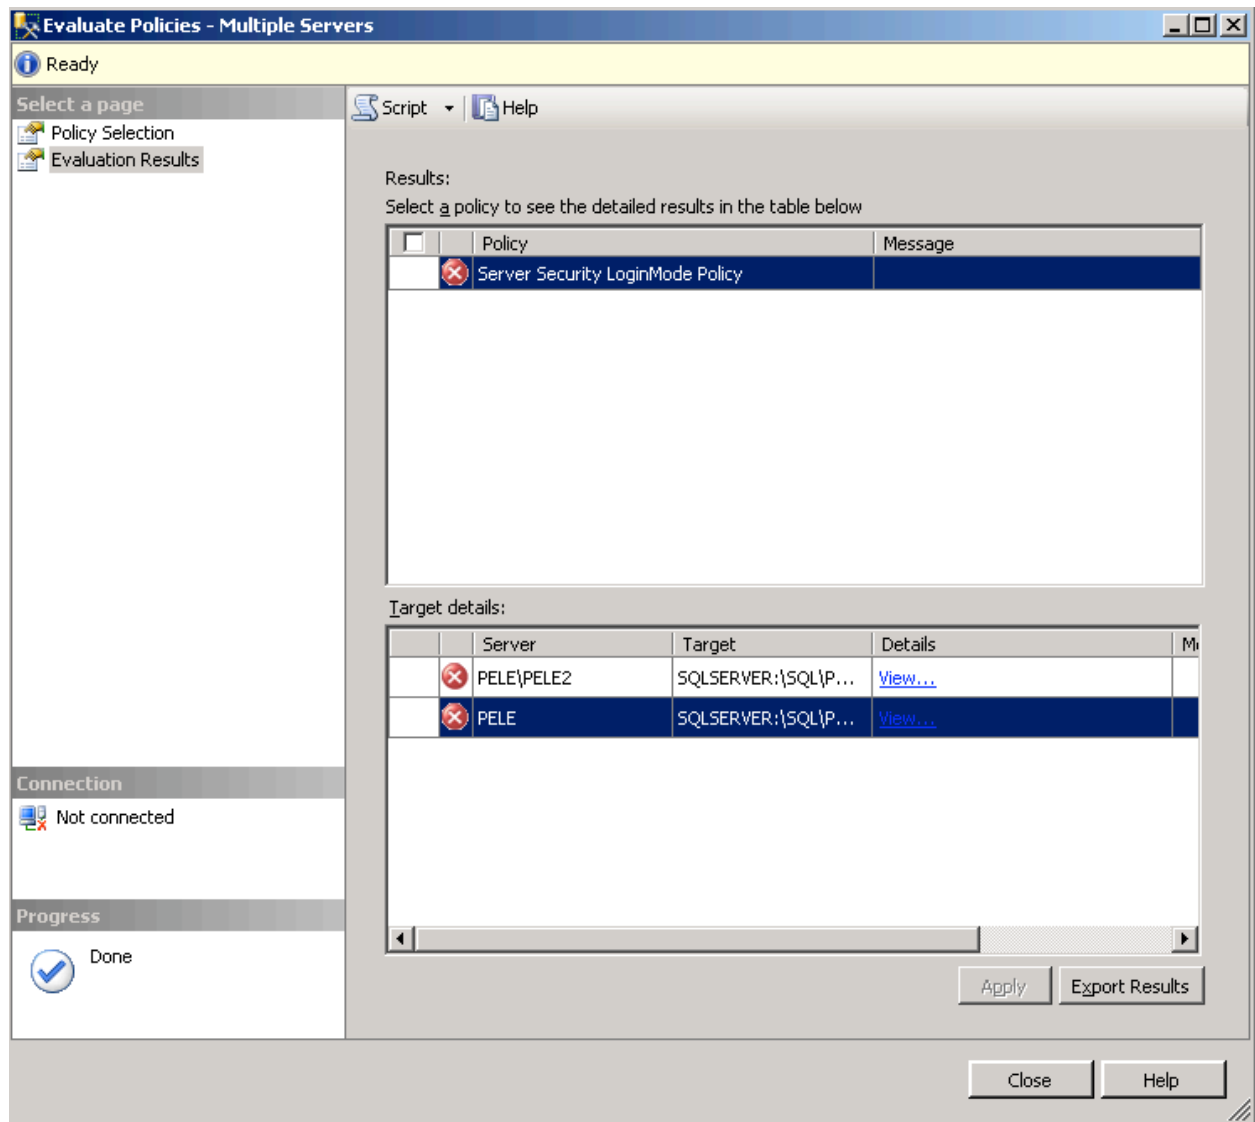 Evaluate Policies - Multiple Servers
Ready
Select a page
Policy Selection
Evaluation Results
Script Help
Results:
Select a policy to see the detailed results in the table below
Policy Message
Server Security LoginMode Policy
Target details:
Server Target Details M
PELE\PELE2 SQLSERVER:\SQL\P... View...
PELE SQLSERVER:\SQL\P... View...
Connection
Not connected
Progress
Done
Apply Export Results
Close Help